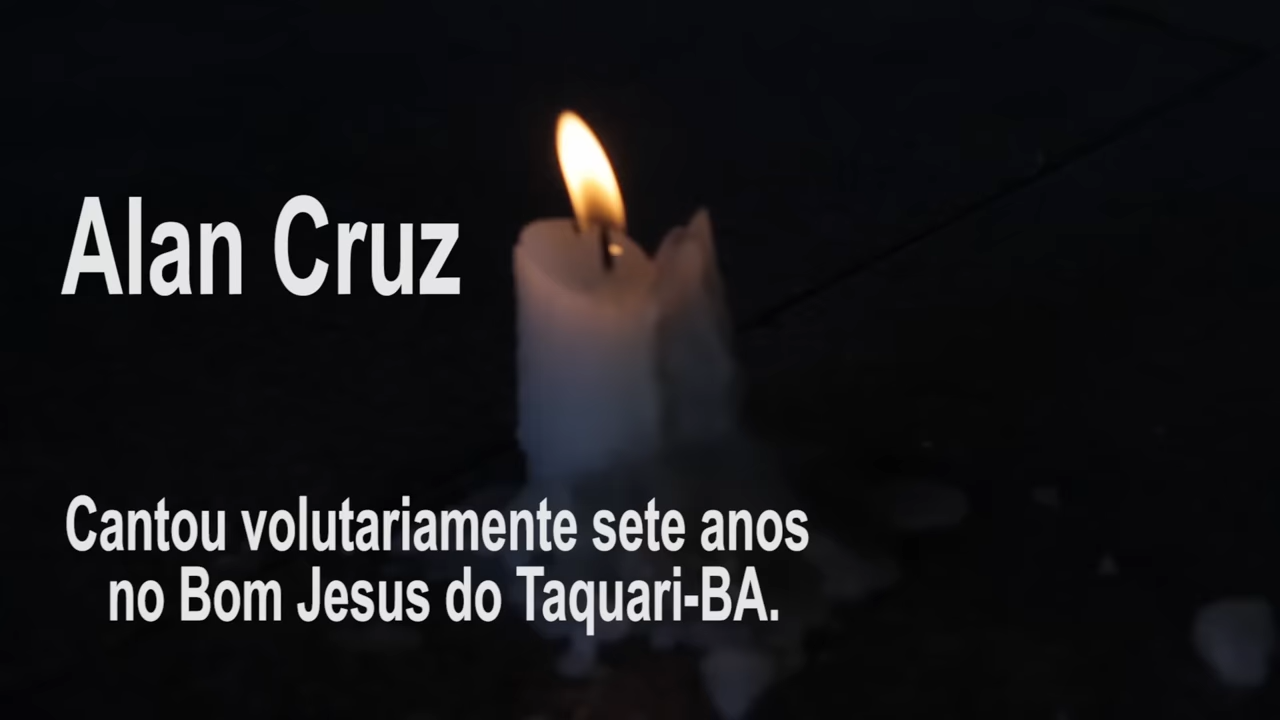 Alan Cruz
Cantou volutariamente sete anos
no Bom Jesus do Taquari-BA.